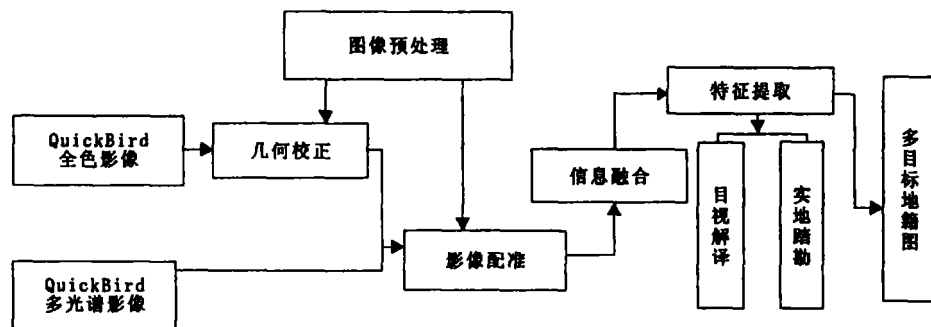 图像预处理
QuickBird
全色影像
几何校正
QuickBird
多光谱影像
影像配准
信息融合
特征提取
目视解译
实地踏勘
多目标地籍图